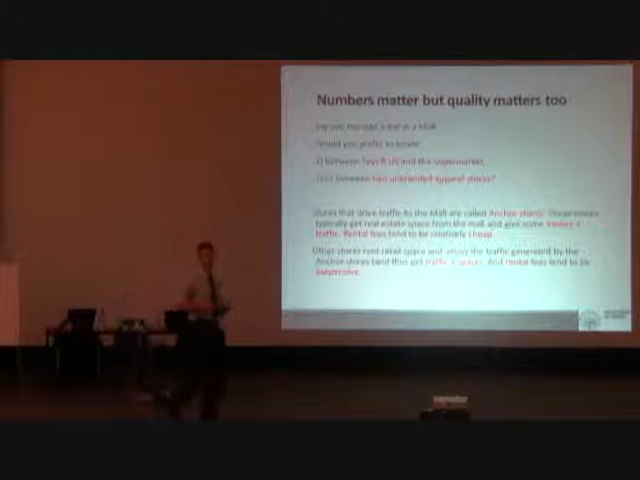 Numbers matter but quality matters too
Say you manage a bar in a Mall
Would you prefer to locate
1) Between Toys R Us and the supermarket,
2) or between two unbranded apparel stores?
Stores that drive traffic to the Mall are called Anchor stores. These stores
typically get real estate space from the mall and give some money +
traffic. Rental fees tend to be relatively cheap
Other stores rent retail space and enjoy the traffic generated by the
Anchor stores (and thus get traffic + space). And rental fees tend to be
expensive